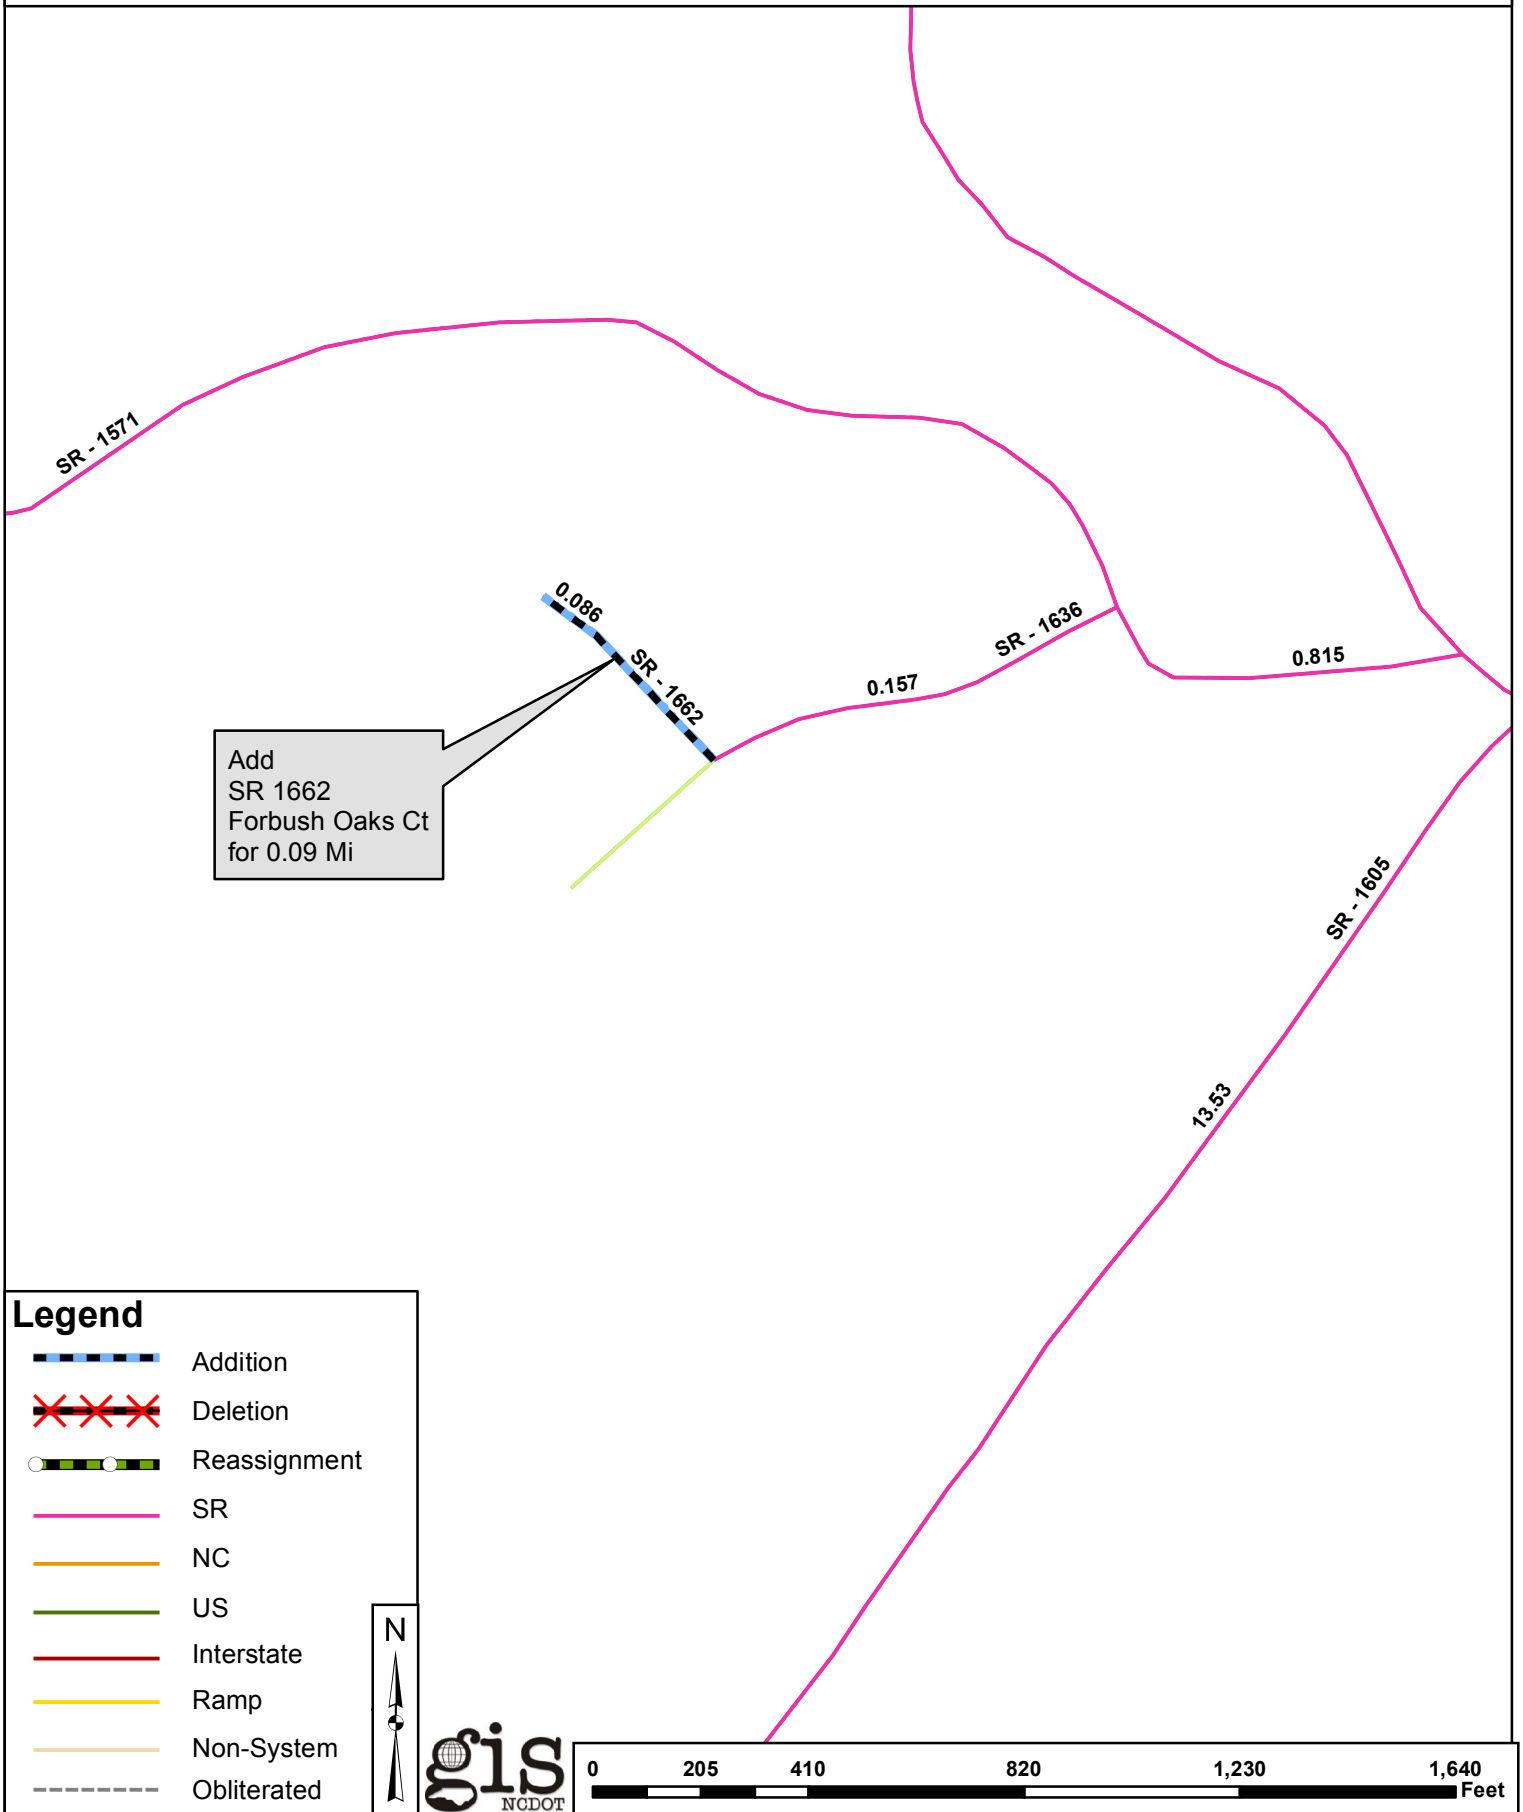 SR - 1571
0.086
SR - 1662
SR - 1636
0.157
0.815
Add
SR 1662
Forbush Oaks Ct
for 0.09 Mi
SR - 1605
13.53
Legend
Addition
Deletion
Reassignment
SR
NC
US
Interstate
Ramp
Non-System
Obliterated
N
gis
NCDOT
0 205 410 820 1,230 1,640
Feet